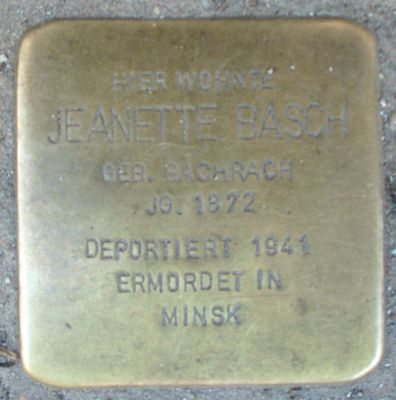 HIER WOHNTE
JEANETTE BASCH
GEB. BACHRACH
JG. 1872
DEPORTIERT 1941
ERMORDET IN
MINSK